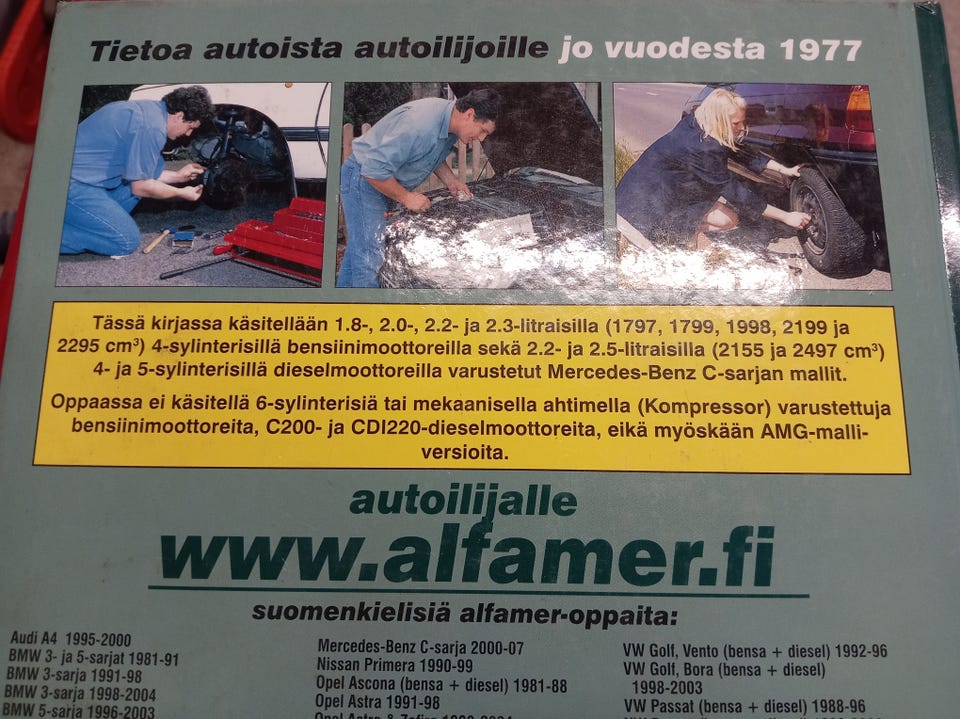 Tietoa autoista autoilijoille jo vuodesta 1977
Tässä kirjassa käsitellään 1.8-, 2.0-, 2.2- ja 2.3-litraisilla (1797, 1799, 1998, 2199 ja
2295 cm³) 4-sylinterisillä bensiinimoottoreilla sekä 2.2- ja 2.5-litraisilla (2155 ja 2497 cm³)
4- ja 5-sylinterisillä dieselmoottoreilla varustetut Mercedes-Benz C-sarjan mallit.
Oppaassa ei käsitellä 6-sylinterisiä tai mekaanisella ahtimella (Kompressor) varustettuja
bensiinimoottoreita, C200- ja CDI220-dieselmoottoreita, eikä myöskään AMG-malli-
versioita.
autoilijalle
www.alfamer.fi
suomenkielisiä alfamer-oppaita:
Audi A4 1995-2000
BMW 3- ja 5-sarjat 1981-91
BMW 3-sarja 1991-98
BMW 3-sarja 1998-2004
BMW 5-sarja 1996-2003
Mercedes-Benz C-sarja 2000-07
Nissan Primera 1990-99
Opel Ascona (bensa + diesel) 1981-88
Opel Astra 1991-98
VW Golf, Vento (bensa + diesel) 1992-96
VW Golf, Bora (bensa + diesel)
1998-2003
VW Passat (bensa + diesel) 1988-96